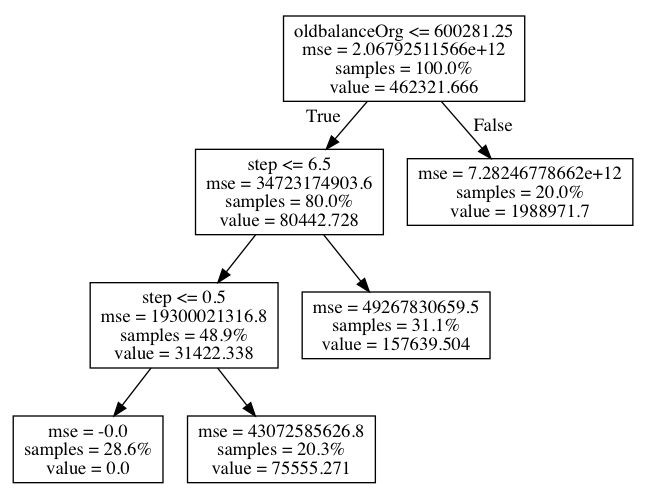 oldbalanceOrg <= 600281.25
mse = 2.06792511566e+12
samples = 100.0%
value = 462321.666
True
False
step <= 6.5
mse = 34723174903.6
samples = 80.0%
value = 80442.728
mse = 7.28246778662e+12
samples = 20.0%
value = 1988971.7
step <= 0.5
mse = 19300021316.8
samples = 48.9%
value = 31422.338
mse = 49267830659.5
samples = 31.1%
value = 157639.504
mse = -0.0
samples = 28.6%
value = 0.0
mse = 43072585626.8
samples = 20.3%
value = 75555.271